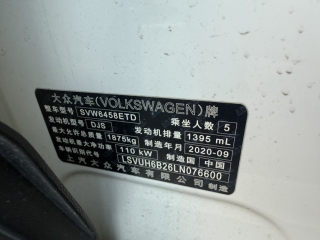 大众汽车(VOLKSWAGEN)牌
整车型号 SVW6458ETD 乘坐人数 5
发动机型号 DJS 发动机排量 1395 mL
最大允许总质量 1875kg 制造年月 2020-09
发动机最大净功率 110 kW 制造国 中国
LSVUH6B26LN076600
上汽大众汽车有限公司 制造